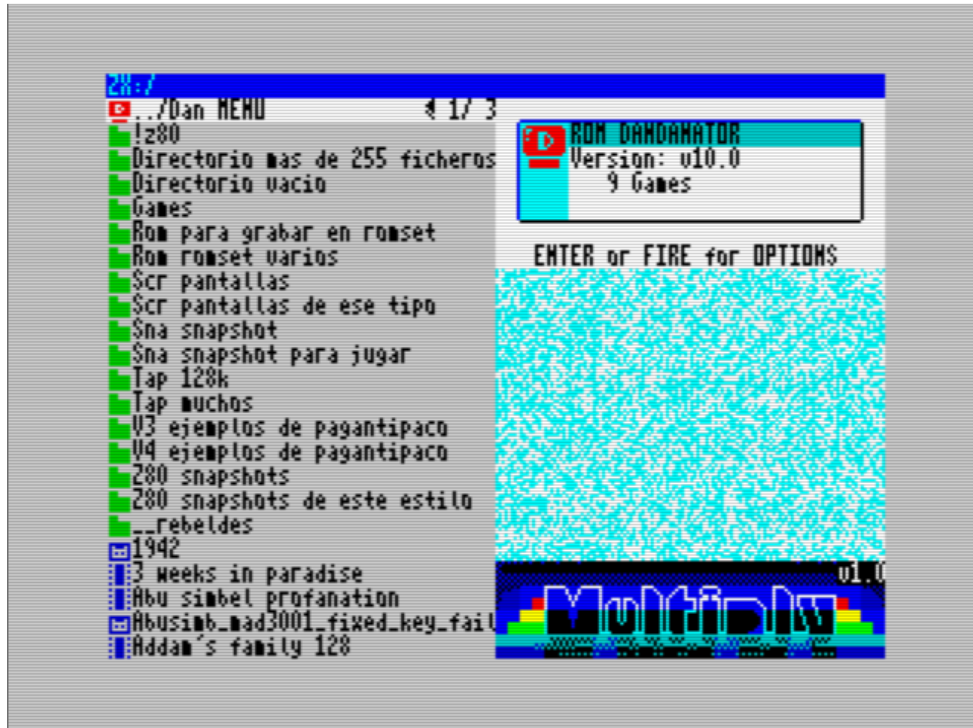 ZX:/
../Dan MENU 1/ 3
!z80
Directorio mas de 255 ficheros
Directorio vacio
Games
Rom para grabar en romset
Rom romset varios
Scr pantallas
Scr pantallas de ese tipo
Sna snapshot
Sna snapshot para jugar
Tap 128k
Tap muchos
V3 ejemplos de pagantipaco
V4 ejemplos de pagantipaco
Z80 snapshots
Z80 snapshots de este estilo
__rebeldes
1942
3 weeks in paradise
Abu simbel profanation
Abusimb_mad3001_fixed_key_fail
Addam´s family 128
ROM DANDANATOR
Version: v10.0
9 Games
ENTER or FIRE for OPTIONS
v1.0
Multiply